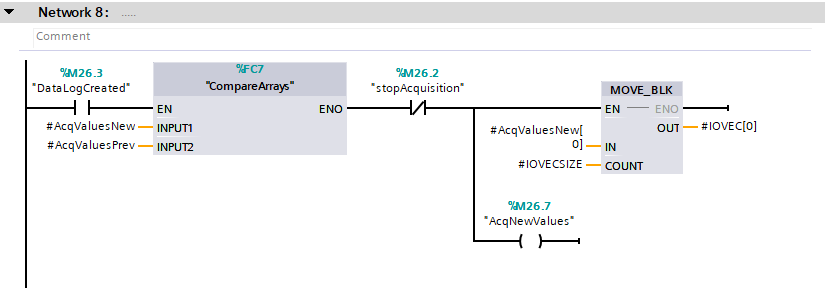 Network 8: .....
Comment
%M26.3
"DataLogCreated"
%FC7
"CompareArrays"
EN
ENO
#AcqValuesNew
INPUT1
#AcqValuesPrev
INPUT2
%M26.2
"stopAcquisition"
MOVE_BLK
EN
ENO
OUT
#IOVEC[0]
#AcqValuesNew[
0]
IN
#IOVECSIZE
COUNT
%M26.7
"AcqNewValues"